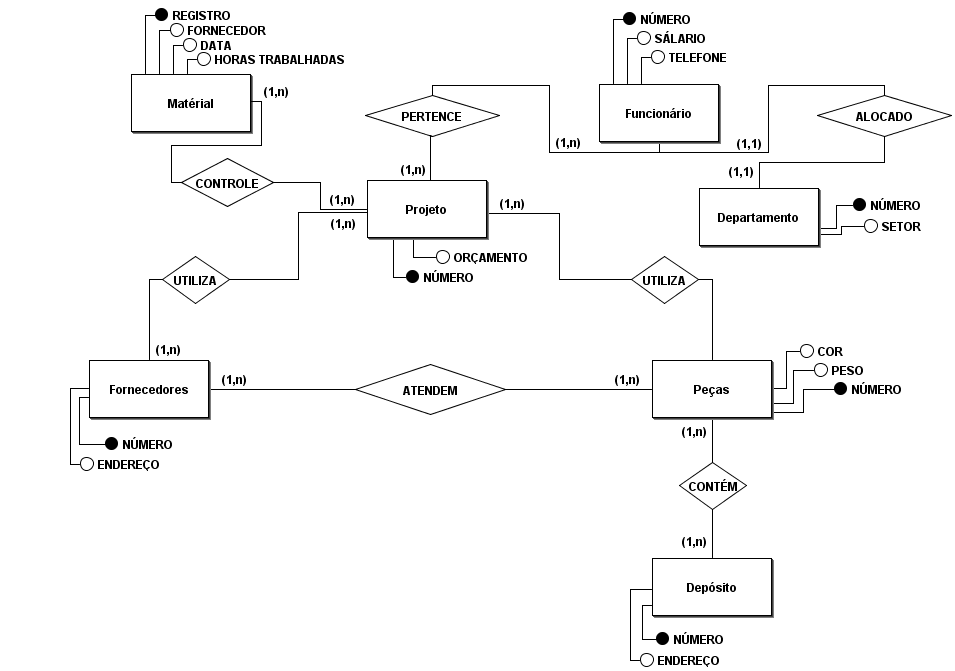 REGISTRO
FORNECEDOR
DATA
HORAS TRABALHADAS
Matérial
(1,n)
NÚMERO
SÁLARIO
TELEFONE
Funcionário
PERTENCE
ALOCADO
(1,n)
(1,1)
(1,n)
(1,1)
CONTROLE
(1,n)
Projeto
(1,n)
(1,n)
Departamento
NÚMERO
SETOR
ORÇAMENTO
NÚMERO
UTILIZA
UTILIZA
(1,n)
Fornecedores
(1,n)
ATENDEM
(1,n)
Peças
COR
PESO
NÚMERO
NÚMERO
ENDEREÇO
(1,n)
CONTÉM
(1,n)
Depósito
NÚMERO
ENDEREÇO